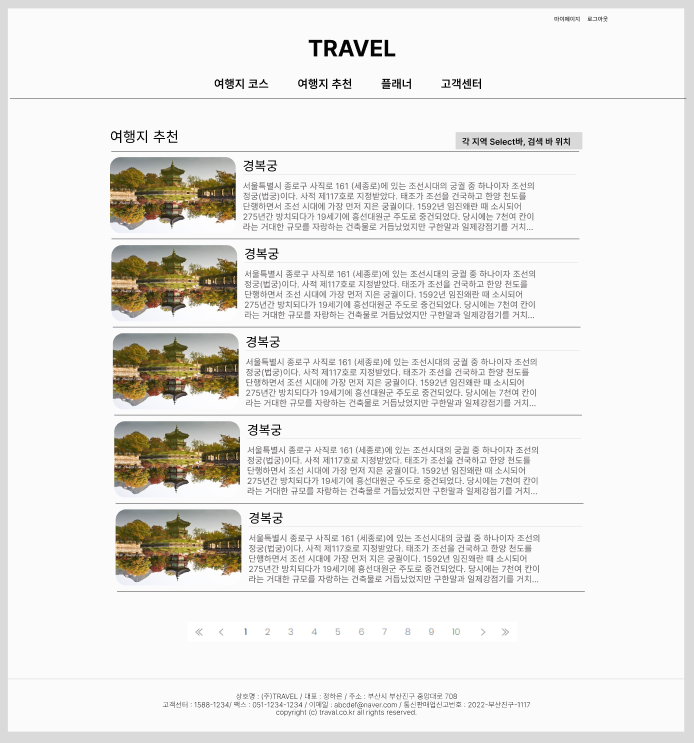 마이페이지 로그아웃
TRAVEL
여행지 코스 여행지 추천 플래너 고객센터
여행지 추천
각 지역 Select바, 검색 바 위치
경복궁
서울특별시 종로구 사직로 161 (세종로)에 있는 조선시대의 궁궐 중 하나이자 조선의
정궁(법궁)이다. 사적 제117호로 지정받았다. 태조가 조선을 건국하고 한양 천도를
단행하면서 조선 시대에 가장 먼저 지은 궁궐이다. 1592년 임진왜란 때 소시되어
275년간 방치되다가 19세기에 흥선대원군 주도로 중건되었다. 당시에는 7천여 칸이
라는 거대한 규모를 자랑하는 건축물로 거듭났었지만 구한말과 일제강점기를 거치...
경복궁
서울특별시 종로구 사직로 161 (세종로)에 있는 조선시대의 궁궐 중 하나이자 조선의
정궁(법궁)이다. 사적 제117호로 지정받았다. 태조가 조선을 건국하고 한양 천도를
단행하면서 조선 시대에 가장 먼저 지은 궁궐이다. 1592년 임진왜란 때 소시되어
275년간 방치되다가 19세기에 흥선대원군 주도로 중건되었다. 당시에는 7천여 칸이
라는 거대한 규모를 자랑하는 건축물로 거듭났었지만 구한말과 일제강점기를 거치...
경복궁
서울특별시 종로구 사직로 161 (세종로)에 있는 조선시대의 궁궐 중 하나이자 조선의
정궁(법궁)이다. 사적 제117호로 지정받았다. 태조가 조선을 건국하고 한양 천도를
단행하면서 조선 시대에 가장 먼저 지은 궁궐이다. 1592년 임진왜란 때 소시되어
275년간 방치되다가 19세기에 흥선대원군 주도로 중건되었다. 당시에는 7천여 칸이
라는 거대한 규모를 자랑하는 건축물로 거듭났었지만 구한말과 일제강점기를 거치...
경복궁
서울특별시 종로구 사직로 161 (세종로)에 있는 조선시대의 궁궐 중 하나이자 조선의
정궁(법궁)이다. 사적 제117호로 지정받았다. 태조가 조선을 건국하고 한양 천도를
단행하면서 조선 시대에 가장 먼저 지은 궁궐이다. 1592년 임진왜란 때 소시되어
275년간 방치되다가 19세기에 흥선대원군 주도로 중건되었다. 당시에는 7천여 칸이
라는 거대한 규모를 자랑하는 건축물로 거듭났었지만 구한말과 일제강점기를 거치...
경복궁
서울특별시 종로구 사직로 161 (세종로)에 있는 조선시대의 궁궐 중 하나이자 조선의
정궁(법궁)이다. 사적 제117호로 지정받았다. 태조가 조선을 건국하고 한양 천도를
단행하면서 조선 시대에 가장 먼저 지은 궁궐이다. 1592년 임진왜란 때 소시되어
275년간 방치되다가 19세기에 흥선대원군 주도로 중건되었다. 당시에는 7천여 칸이
라는 거대한 규모를 자랑하는 건축물로 거듭났었지만 구한말과 일제강점기를 거치...
« < 1 2 3 4 5 6 7 8 9 10 > »
상호명 : (주)TRAVEL / 대표 : 정하은 / 주소 : 부산시 부산진구 중앙대로 708
고객센터 : 1588-1234/ 팩스 : 051-1234-1234 / 이메일 : abcdef@naver.com / 통신판매업신고번호 : 2022-부산진구-1117
copyright (c) traval.co.kr all rights reserved.